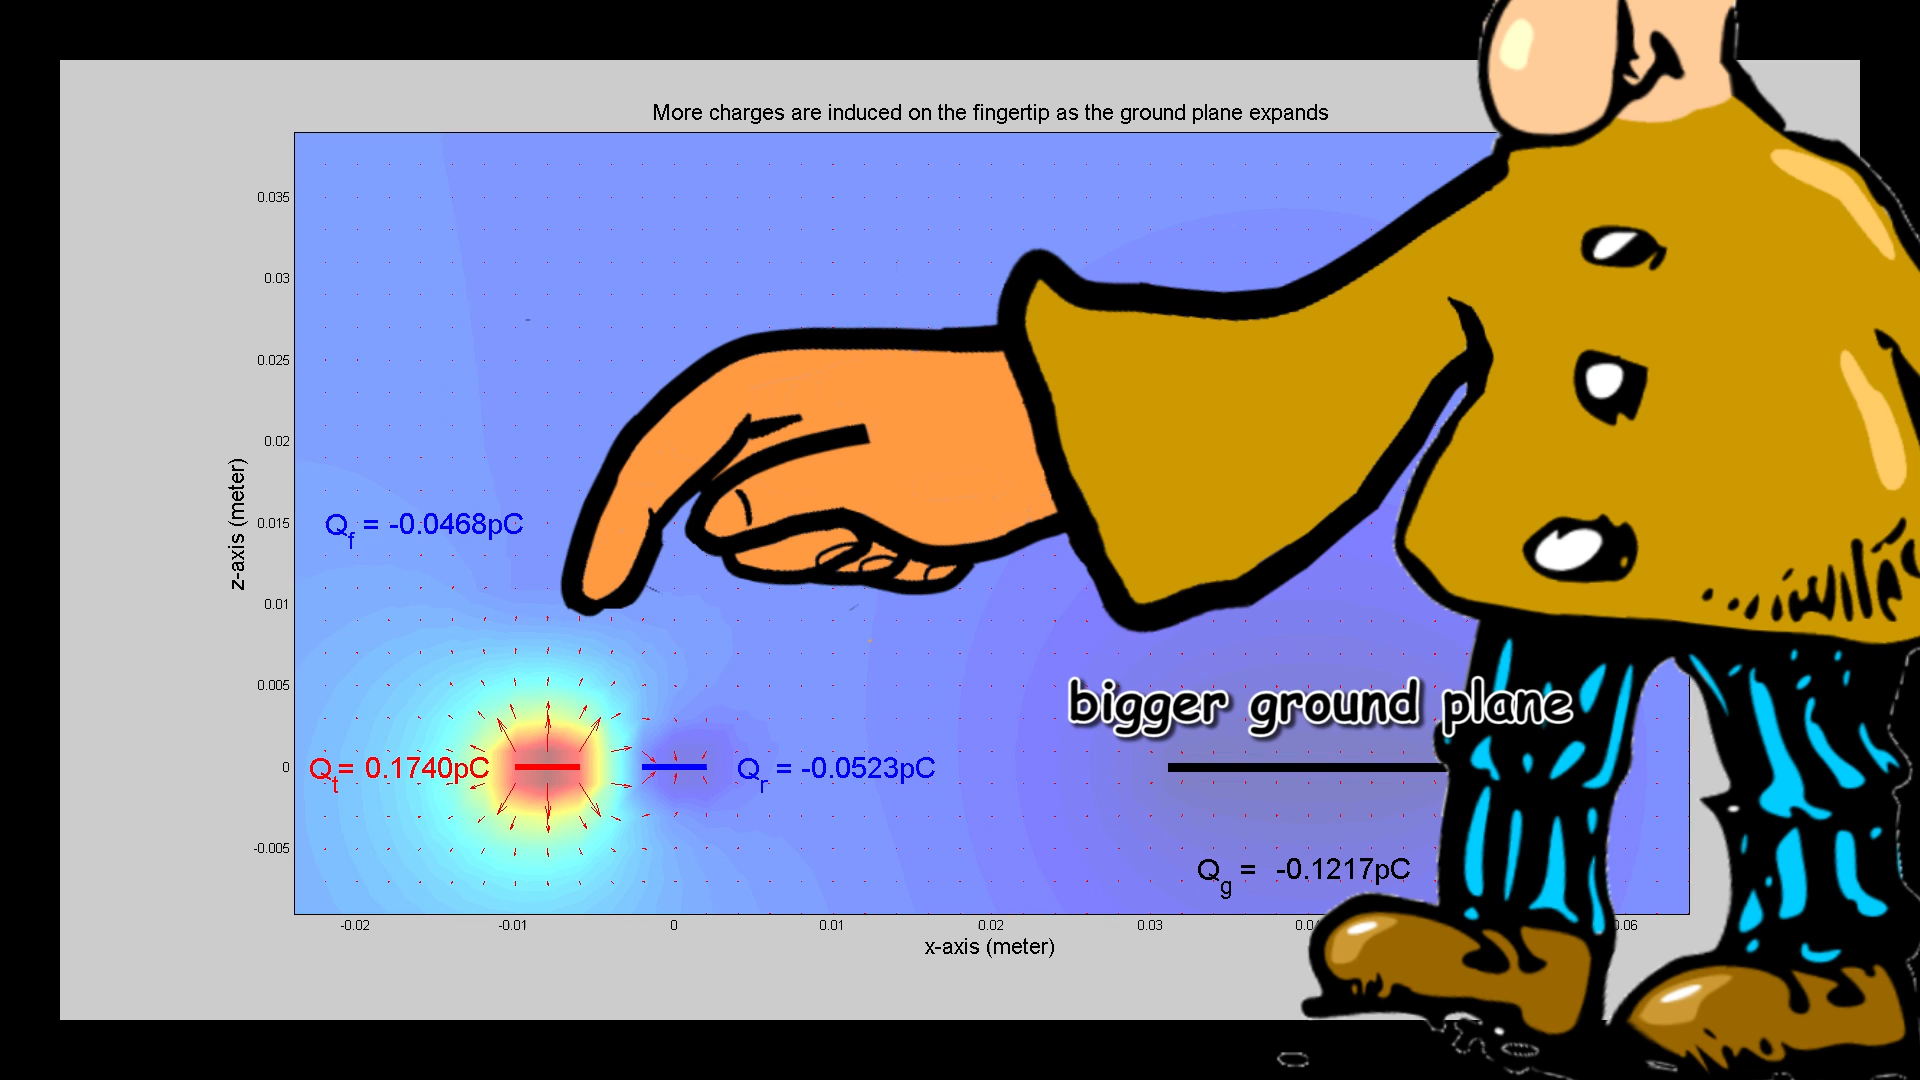 More charges are induced on the fingertip as the ground plane expands
0.035
0.03
0.025
0.02
0.015
0.01
0.005
0
-0.005
z-axis (meter)
Qf = -0.0468pC
bigger ground plane
Qt= 0.1740pC
Qr = -0.0523pC
Qg = -0.1217pC
-0.02 -0.01 0 0.01 0.02 0.03
x-axis (meter)